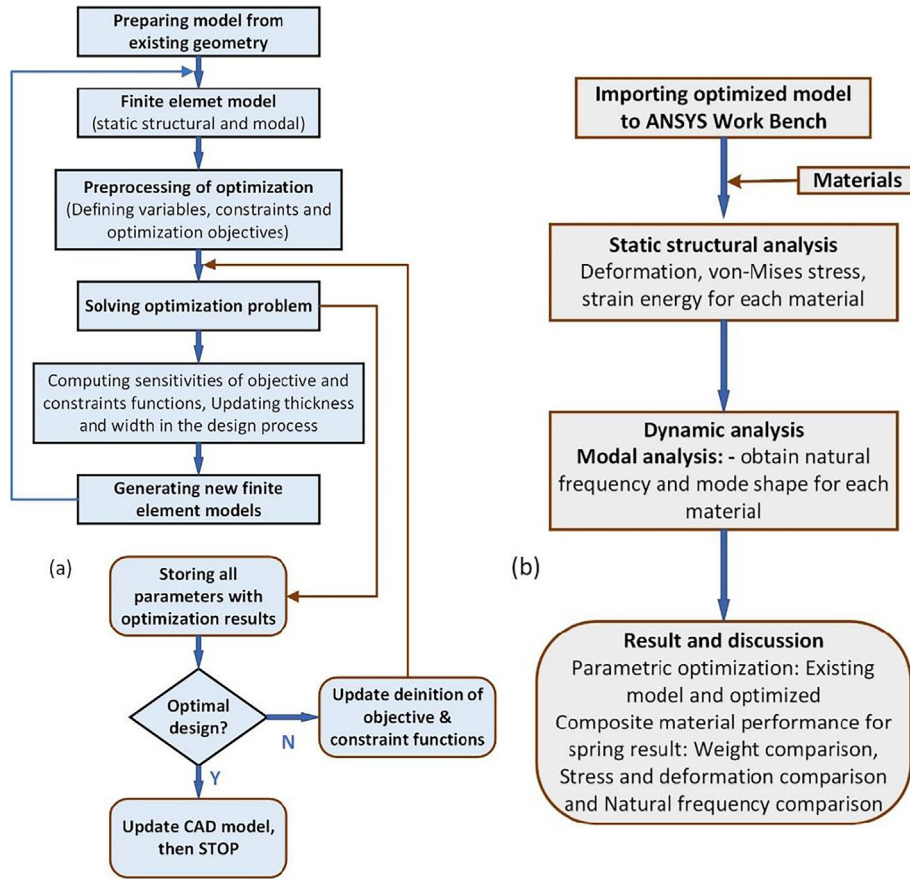 Preparing model from
existing geometry
Finite elemet model
(static structural and modal)
Preprocessing of optimization
(Defining variables, constraints and
optimization objectives)
Solving optimization problem
Computing sensitivities of objective and
constraints functions, Updating thickness
and width in the design process
Generating new finite
element models
(a)
Storing all
parameters with
optimization results
Optimal
design?
N
Update deinition of
objective &
constraint functions
Y
Update CAD model,
then STOP
Importing optimized model
to ANSYS Work Bench
Materials
Static structural analysis
Deformation, von-Mises stress,
strain energy for each material
Dynamic analysis
Modal analysis: - obtain natural
frequency and mode shape for each
material
(b)
Result and discussion
Parametric optimization: Existing
model and optimized
Composite material performance for
spring result: Weight comparison,
Stress and deformation comparison
and Natural frequency comparison